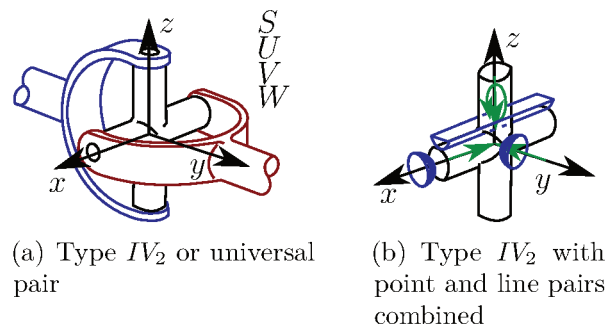 z
S
U
V
W
x
y
(a) Type IV₂ or universal
pair
z
x
y
(b) Type IV₂ with
point and line pairs
combined